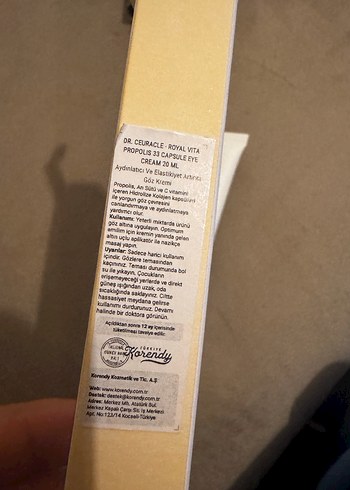 DR. CEURACLE - ROYAL VITA
PROPOLIS 33 CAPSULE EYE
CREAM 20 ML
Aydınlatıcı Ve Elastikiyet Artırıcı
Göz Kremi
Propolis, Arı Sütü ve C vitamini
içeren Hidrolize Kolajen kapsülleri
ile yorgun göz çevresini
canlandırmaya ve aydınlatmaya
yardımcı olur.
Kullanımı: Yeterli miktarda ürünü
göz altına uygulayın. Optimum
emilim için kremin yanında gelen
altın uçlu aplikatör ile nazikçe
masaj yapın.
Uyarılar: Sadece harici kullanım
içindir. Gözlere temasından
kaçınınız. Teması durumunda bol
su ile yıkayın, Çocukların
erişemeyeceği yerlerde ve direkt
güneş ışığından uzak, oda
sıcaklığında saklayınız. Ciltte
hassasiyet meydana gelirse
kullanımı durdurunuz. Devamı
halinde bir doktora görünün.
Açıldıktan sonra 12 ay içerisinde
tüketilmesi tavsiye edilir.
TÜRKİYE
Korendy
Korendy Kozmetik ve Tic. A.Ş
Web: www.korendy.com.tr
Destek: destek@korendy.com.tr
Adres: Merkez Mh. Atatürk Bul.
Merkez Kapalı Çarşı Sit. İş Merkezi
Apt. No:123/14 Kocaeli-Türkiye